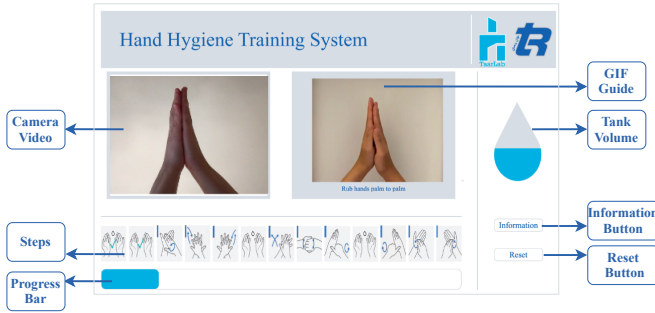 Hand Hygiene Training System
TaarLab
GIF
Guide
Camera
Video
Tank
Volume
Rub hands palm to palm
Information
Information
Button
Steps
Reset
Reset
Button
Progress
Bar